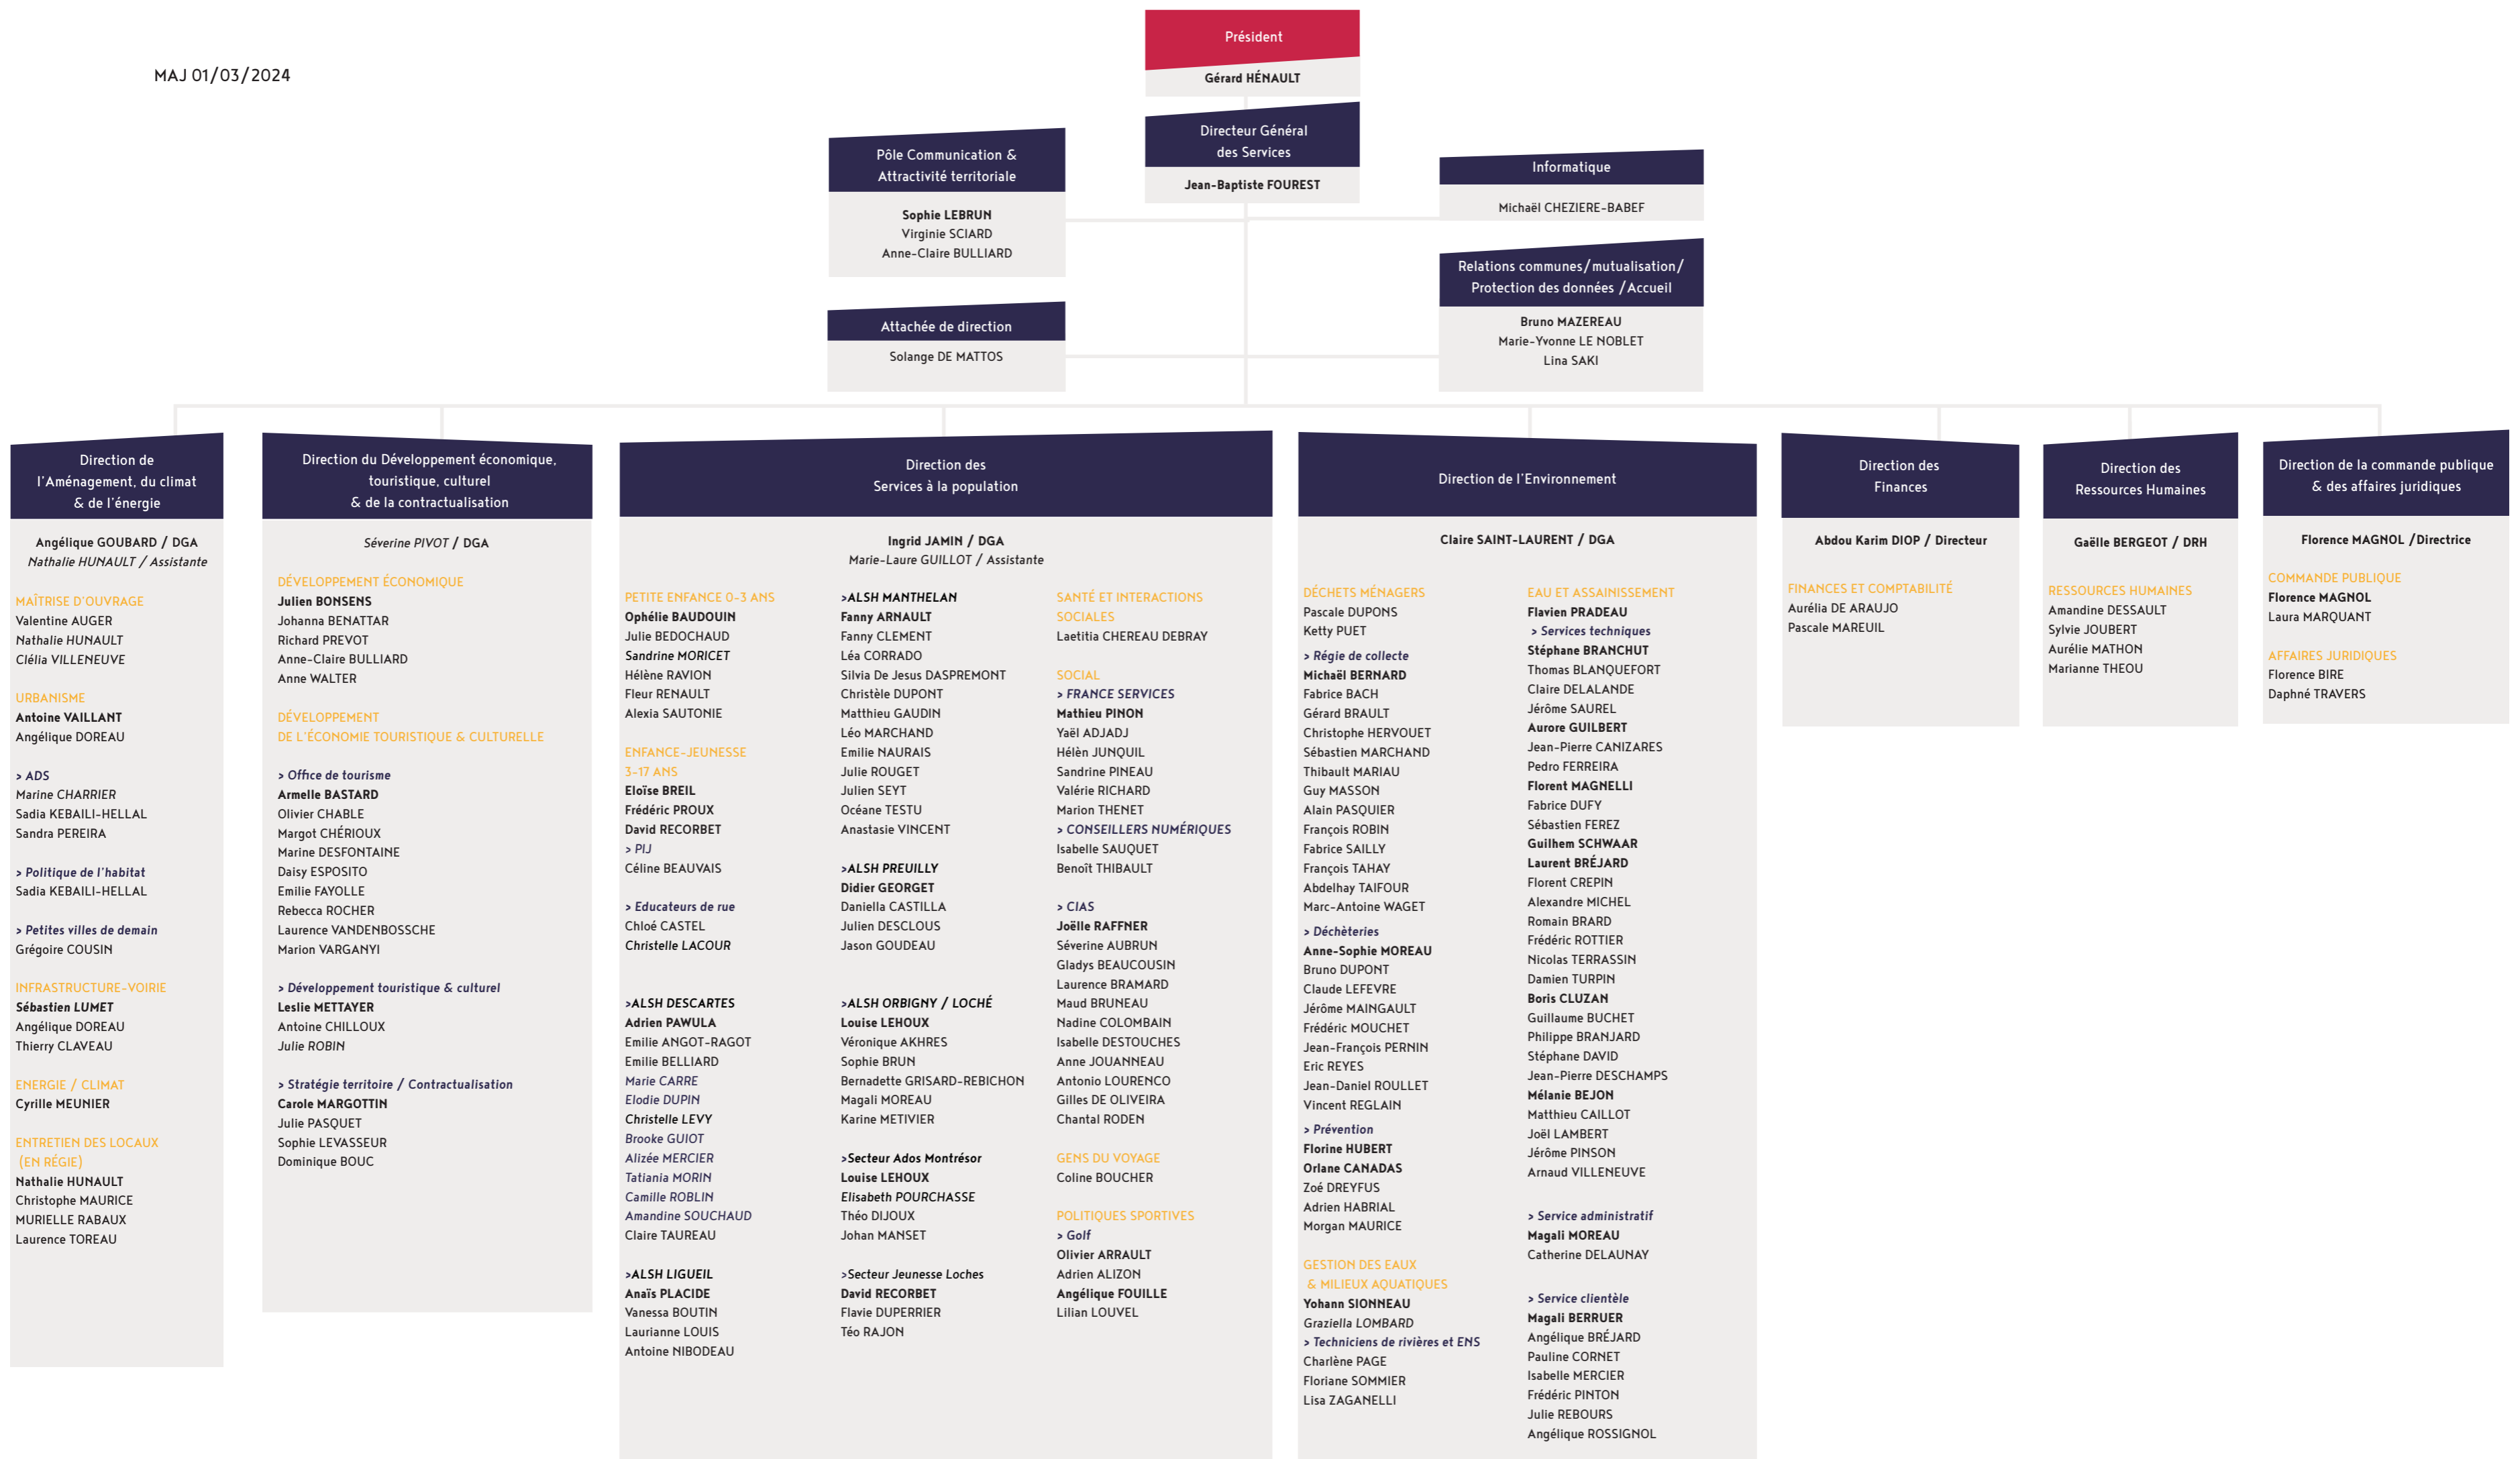 MAJ 01/03/2024
Président
Gérard HÉNAULT
Directeur Général
des Services
Jean-Baptiste FOUREST
Pôle Communication &
Attractivité territoriale
Sophie LEBRUN
Virginie SCIARD
Anne-Claire BULLIARD
Informatique
Michaël CHEZIERE-BABEF
Attachée de direction
Solange DE MATTOS
Relations communes/mutualisation/
Protection des données /Accueil
Bruno MAZEREAU
Marie-Yvonne LE NOBLET
Lina SAKI
Direction de
l'Aménagement, du climat
& de l'énergie
Angélique GOUBARD / DGA
Nathalie HUNAULT / Assistante
MAÎTRISE D'OUVRAGE
Valentine AUGER
Nathalie HUNAULT
Clélia VILLENEUVE
URBANISME
Antoine VAILLANT
Angélique DOREAU
> ADS
Marine CHARRIER
Sadia KEBAILI-HELLAL
Sandra PEREIRA
> Politique de l'habitat
Sadia KEBAILI-HELLAL
> Petites villes de demain
Grégoire COUSIN
INFRASTRUCTURE-VOIRIE
Sébastien LUMET
Angélique DOREAU
Thierry CLAVEAU
ENERGIE / CLIMAT
Cyrille MEUNIER
ENTRETIEN DES LOCAUX
(EN RÉGIE)
Nathalie HUNAULT
Christophe MAURICE
MURIELLE RABAUX
Laurence TOREAU
Direction du Développement économique,
touristique, culturel
& de la contractualisation
Séverine PIVOT / DGA
DÉVELOPPEMENT ÉCONOMIQUE
Julien BONSENS
Johanna BENATTAR
Richard PREVOT
Anne-Claire BULLIARD
Anne WALTER
DÉVELOPPEMENT
DE L'ÉCONOMIE TOURISTIQUE & CULTURELLE
> Office de tourisme
Armelle BASTARD
Olivier CHABLE
Margot CHÉRIOUX
Marine DESFONTAINE
Daisy ESPOSITO
Emilie FAYOLLE
Rebecca ROCHER
Laurence VANDENBOSSCHE
Marion VARGANYI
> Développement touristique & culturel
Leslie METTAYER
Antoine CHILLOUX
Julie ROBIN
> Stratégie territoire / Contractualisation
Carole MARGOTTIN
Julie PASQUET
Sophie LEVASSEUR
Dominique BOUC
Direction des
Services à la population
Ingrid JAMIN / DGA
Marie-Laure GUILLOT / Assistante
PETITE ENFANCE 0-3 ANS
Ophélie BAUDOUIN
Julie BEDOCHAUD
Sandrine MORICET
Hélène RAVION
Fleur RENAULT
Alexia SAUTONIE
ENFANCE-JEUNESSE
3-17 ANS
Eloïse BREIL
Frédéric PROUX
David RECORBET
> PIJ
Céline BEAUVAIS
> Educateurs de rue
Chloé CASTEL
Christelle LACOUR
>ALSH DESCARTES
Adrien PAWULA
Emilie ANGOT-RAGOT
Emilie BELLIARD
Marie CARRE
Elodie DUPIN
Christelle LEVY
Brooke GUIOT
Alizée MERCIER
Tatiania MORIN
Camille ROBLIN
Amandine SOUCHAUD
Claire TAUREAU
>ALSH LIGUEIL
Anaïs PLACIDE
Vanessa BOUTIN
Laurianne LOUIS
Antoine NIBODEAU
>ALSH MANTHELAN
Fanny ARNAULT
Fanny CLEMENT
Léa CORRADO
Silvia De Jesus DASPREMONT
Christèle DUPONT
Matthieu GAUDIN
Léo MARCHAND
Emilie NAURAIS
Julie ROUGET
Julien SEYT
Océane TESTU
Anastasie VINCENT
>ALSH PREUILLY
Didier GEORGET
Daniella CASTILLA
Julien DESCLOUS
Jason GOUDEAU
>ALSH ORBIGNY / LOCHÉ
Louise LEHOUX
Véronique AKHRES
Sophie BRUN
Bernadette GRISARD-REBICHON
Magali MOREAU
Karine METIVIER
>Secteur Ados Montrésor
Louise LEHOUX
Elisabeth POURCHASSE
Théo DIJOUX
Johan MANSET
>Secteur Jeunesse Loches
David RECORBET
Flavie DUPERRIER
Téo RAJON
SANTÉ ET INTERACTIONS
SOCIALES
Laetitia CHEREAU DEBRAY
SOCIAL
> FRANCE SERVICES
Mathieu PINON
Yaël ADJADJ
Hélèn JUNQUIL
Sandrine PINEAU
Valérie RICHARD
Marion THENET
> CONSEILLERS NUMÉRIQUES
Isabelle SAUQUET
Benoît THIBAULT
> CIAS
Joëlle RAFFNER
Séverine AUBRUN
Gladys BEAUCOUSIN
Laurence BRAMARD
Maud BRUNEAU
Nadine COLOMBAIN
Isabelle DESTOUCHES
Anne JOUANNEAU
Antonio LOURENCO
Gilles DE OLIVEIRA
Chantal RODEN
GENS DU VOYAGE
Coline BOUCHER
POLITIQUES SPORTIVES
> Golf
Olivier ARRAULT
Adrien ALIZON
Angélique FOUILLE
Lilian LOUVEL
Direction de l'Environnement
Claire SAINT-LAURENT / DGA
DÉCHETS MÉNAGERS
Pascale DUPONS
Ketty PUET
> Régie de collecte
Michaël BERNARD
Fabrice BACH
Gérard BRAULT
Christophe HERVOUET
Sébastien MARCHAND
Thibault MARIAU
Guy MASSON
Alain PASQUIER
François ROBIN
Fabrice SAILLY
François TAHAY
Abdelhay TAIFOUR
Marc-Antoine WAGET
> Déchèteries
Anne-Sophie MOREAU
Bruno DUPONT
Claude LEFEVRE
Jérôme MAINGAULT
Frédéric MOUCHET
Jean-François PERNIN
Eric REYES
Jean-Daniel ROULLET
Vincent REGLAIN
> Prévention
Florine HUBERT
Orlane CANADAS
Zoé DREYFUS
Adrien HABRIAL
Morgan MAURICE
GESTION DES EAUX
& MILIEUX AQUATIQUES
Yohann SIONNEAU
Graziella LOMBARD
> Techniciens de rivières et ENS
Charlène PAGE
Floriane SOMMIER
Lisa ZAGANELLI
EAU ET ASSAINISSEMENT
Flavien PRADEAU
> Services techniques
Stéphane BRANCHUT
Thomas BLANQUEFORT
Claire DELALANDE
Jérôme SAUREL
Aurore GUILBERT
Jean-Pierre CANIZARES
Pedro FERREIRA
Florent MAGNELLI
Fabrice DUFY
Sébastien FEREZ
Guilhem SCHWAAR
Laurent BRÉJARD
Florent CREPIN
Alexandre MICHEL
Romain BRARD
Frédéric ROTTIER
Nicolas TERRASSIN
Damien TURPIN
Boris CLUZAN
Guillaume BUCHET
Philippe BRANJARD
Stéphane DAVID
Jean-Pierre DESCHAMPS
Mélanie BEJON
Matthieu CAILLOT
Joël LAMBERT
Jérôme PINSON
Arnaud VILLENEUVE
> Service administratif
Magali MOREAU
Catherine DELAUNAY
> Service clientèle
Magali BERRUER
Angélique BRÉJARD
Pauline CORNET
Isabelle MERCIER
Frédéric PINTON
Julie REBOURS
Angélique ROSSIGNOL
Direction des
Finances
Abdou Karim DIOP / Directeur
FINANCES ET COMPTABILITÉ
Aurélia DE ARAUJO
Pascale MAREUIL
Direction des
Ressources Humaines
Gaëlle BERGEOT / DRH
RESSOURCES HUMAINES
Amandine DESSAULT
Sylvie JOUBERT
Aurélie MATHON
Marianne THEOU
Direction de la commande publique
& des affaires juridiques
Florence MAGNOL /Directrice
COMMANDE PUBLIQUE
Florence MAGNOL
Laura MARQUANT
AFFAIRES JURIDIQUES
Florence BIRE
Daphné TRAVERS